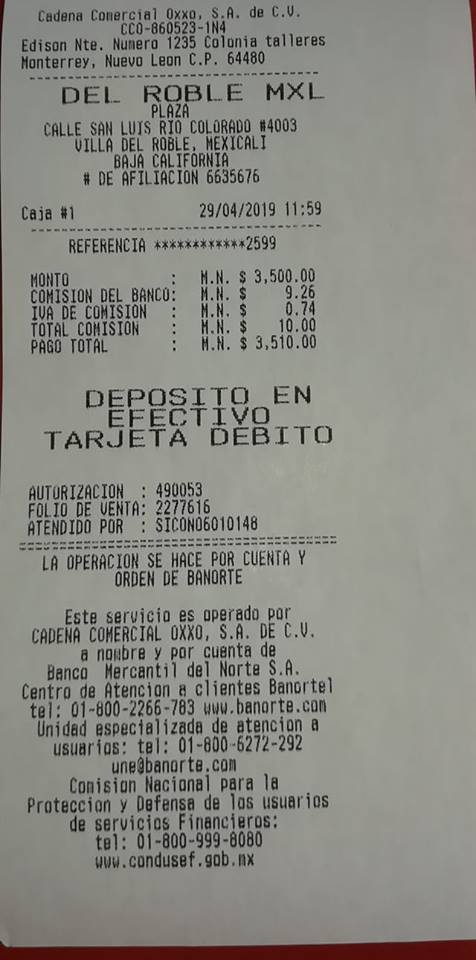 Cadena Comercial Oxxo, S.A. de C.V.
CCO-860523-1N4
Edison Nte. Numero 1235 Colonia talleres
Monterrey, Nuevo Leon C.P. 64480
DEL ROBLE MXL
PLAZA
CALLE SAN LUIS RIO COLORADO #4003
VILLA DEL ROBLE, MEXICALI
BAJA CALIFORNIA
# DE AFILIACION 6635676
Caja #1 29/04/2019 11:59
REFERENCIA ************2599
MONTO : M.N. $ 3,500.00
COMISION DEL BANCO: M.N. $ 9.26
IVA DE COMISION : M.N. $ 0.74
TOTAL COMISION : M.N. $ 10.00
PAGO TOTAL : M.N. $ 3,510.00
DEPOSITO EN
EFECTIVO
TARJETA DEBITO
AUTORIZACION : 490053
FOLIO DE VENTA: 2277616
ATENDIDO POR : SICON06010148
LA OPERACION SE HACE POR CUENTA Y
ORDEN DE BANORTE
Este servicio es operado por
CADENA COMERCIAL OXXO, S.A. DE C.V.
a nombre y por cuenta de
Banco Mercantil del Norte S.A.
Centro de Atencion a clientes Banortel
tel: 01-800-2266-783 www.banorte.com
Unidad especializada de atencion a
usuarios: tel: 01-800-6272-292
une@banorte.com
Comision Nacional para la
Proteccion y Defensa de los usuarios
de servicios Financieros:
tel: 01-800-999-8080
www.condusef.gob.mx